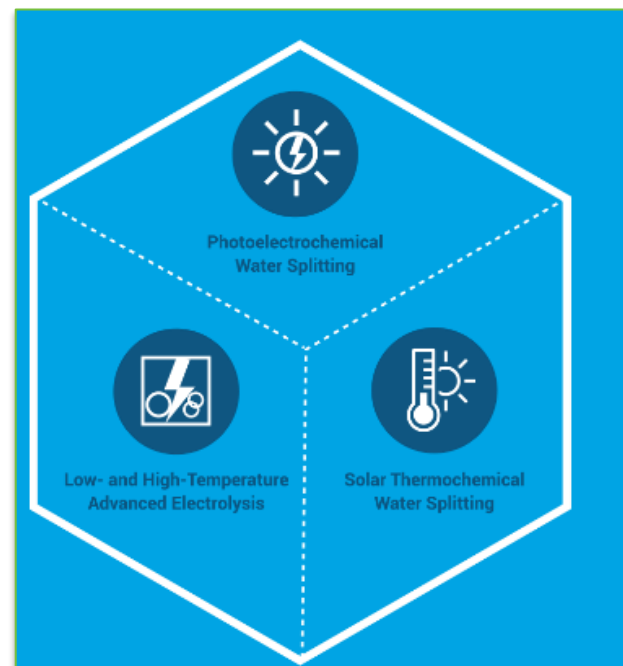 Photoelectrochemical
Water Splitting
Low- and High-Temperature
Advanced Electrolysis
Solar Thermochemical
Water Splitting